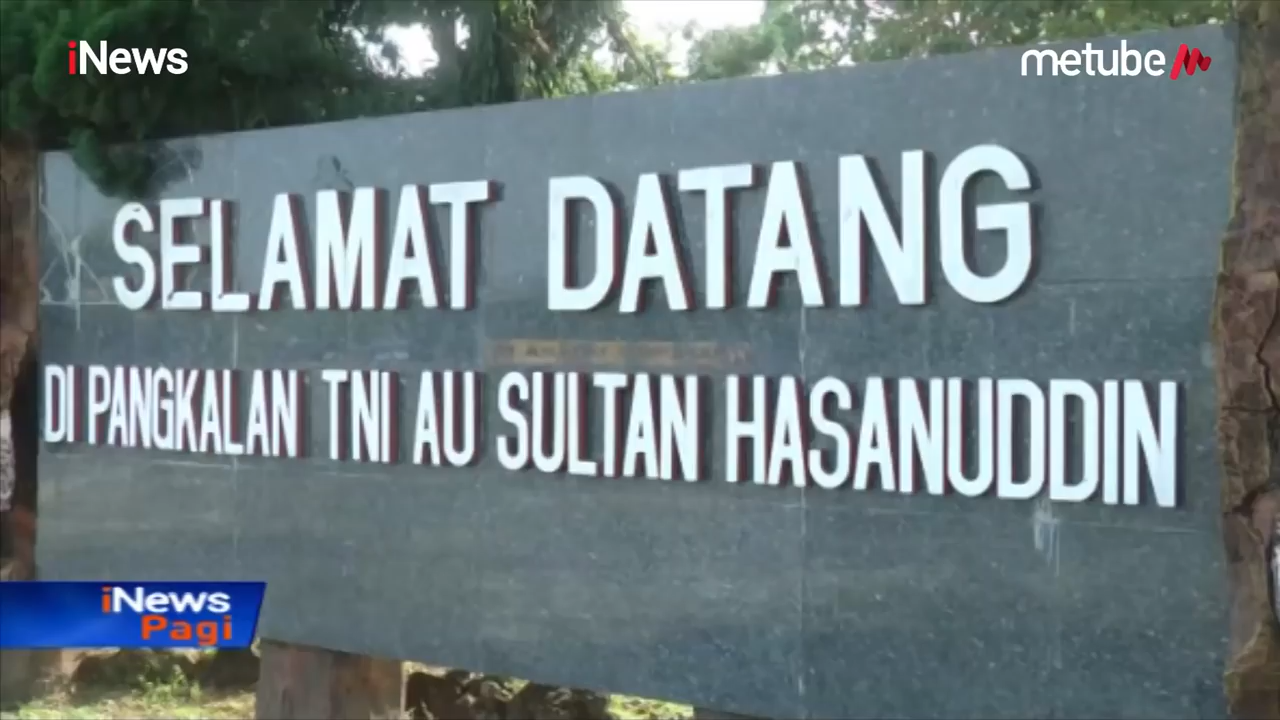 iNews
metube
SELAMAT DATANG
DI PANGKALAN TNI AU SULTAN HASANUDDIN
iNews
Pagi